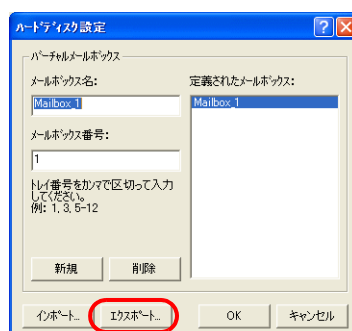 ハードディスク設定
バーチャルメールボックス
メールボックス名:
Mailbox_1
メールボックス番号:
1
トレイ番号をカンマで区切って入力
してください。
例: 1, 3, 5-12
新規
削除
定義されたメールボックス:
Mailbox_1
インポート...
エクスポート...
OK
キャンセル